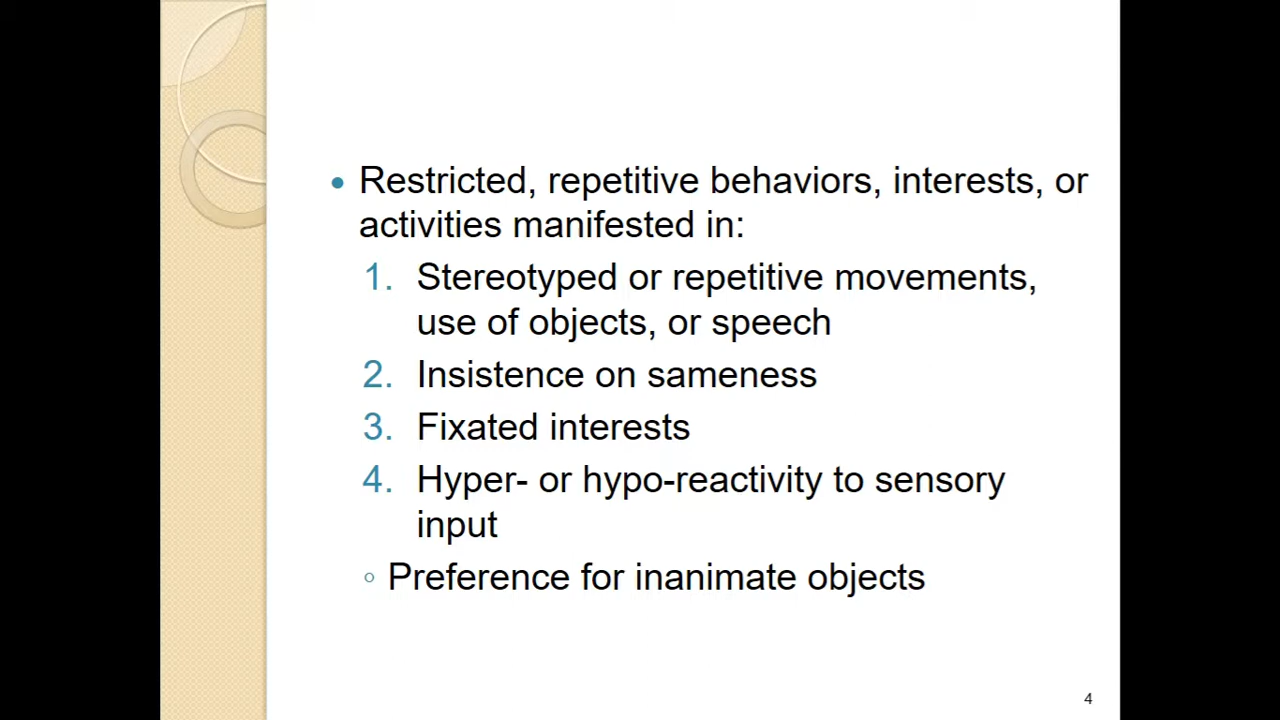 • Restricted, repetitive behaviors, interests, or
activities manifested in:
1. Stereotyped or repetitive movements,
use of objects, or speech
2. Insistence on sameness
3. Fixated interests
4. Hyper- or hypo-reactivity to sensory
input
◦ Preference for inanimate objects
4